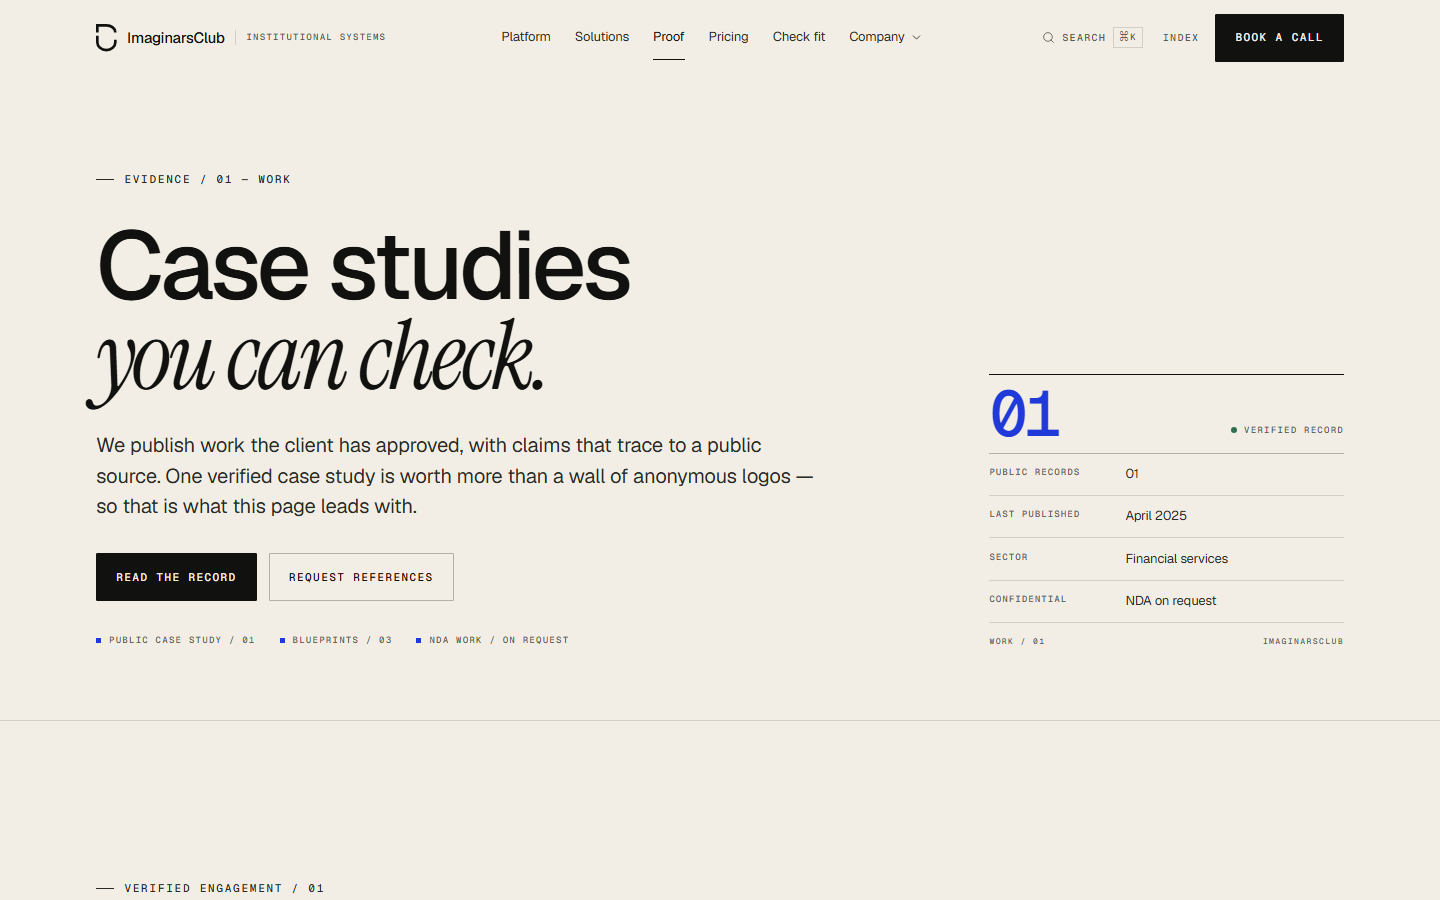 ImaginarsClub
INSTITUTIONAL SYSTEMS
Platform
Solutions
Proof
Pricing
Check fit
Company
SEARCH ⌘K
INDEX
BOOK A CALL
EVIDENCE / 01 — WORK
Case studies
you can check.
We publish work the client has approved, with claims that trace to a public
source. One verified case study is worth more than a wall of anonymous logos —
so that is what this page leads with.
READ THE RECORD
REQUEST REFERENCES
PUBLIC CASE STUDY / 01
BLUEPRINTS / 03
NDA WORK / ON REQUEST
01
VERIFIED RECORD
PUBLIC RECORDS 01
LAST PUBLISHED April 2025
SECTOR Financial services
CONFIDENTIAL NDA on request
WORK / 01
IMAGINARSCLUB
VERIFIED ENGAGEMENT / 01